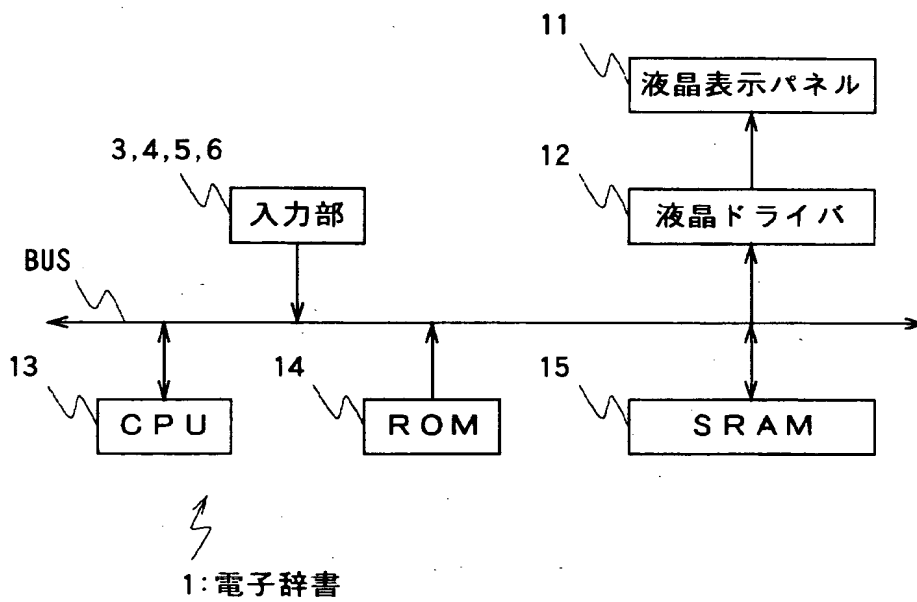 11
液晶表示パネル
3,4,5,6
12
入力部
液晶ドライバ
BUS
13
14
15
CPU
ROM
SRAM
1:電子辞書